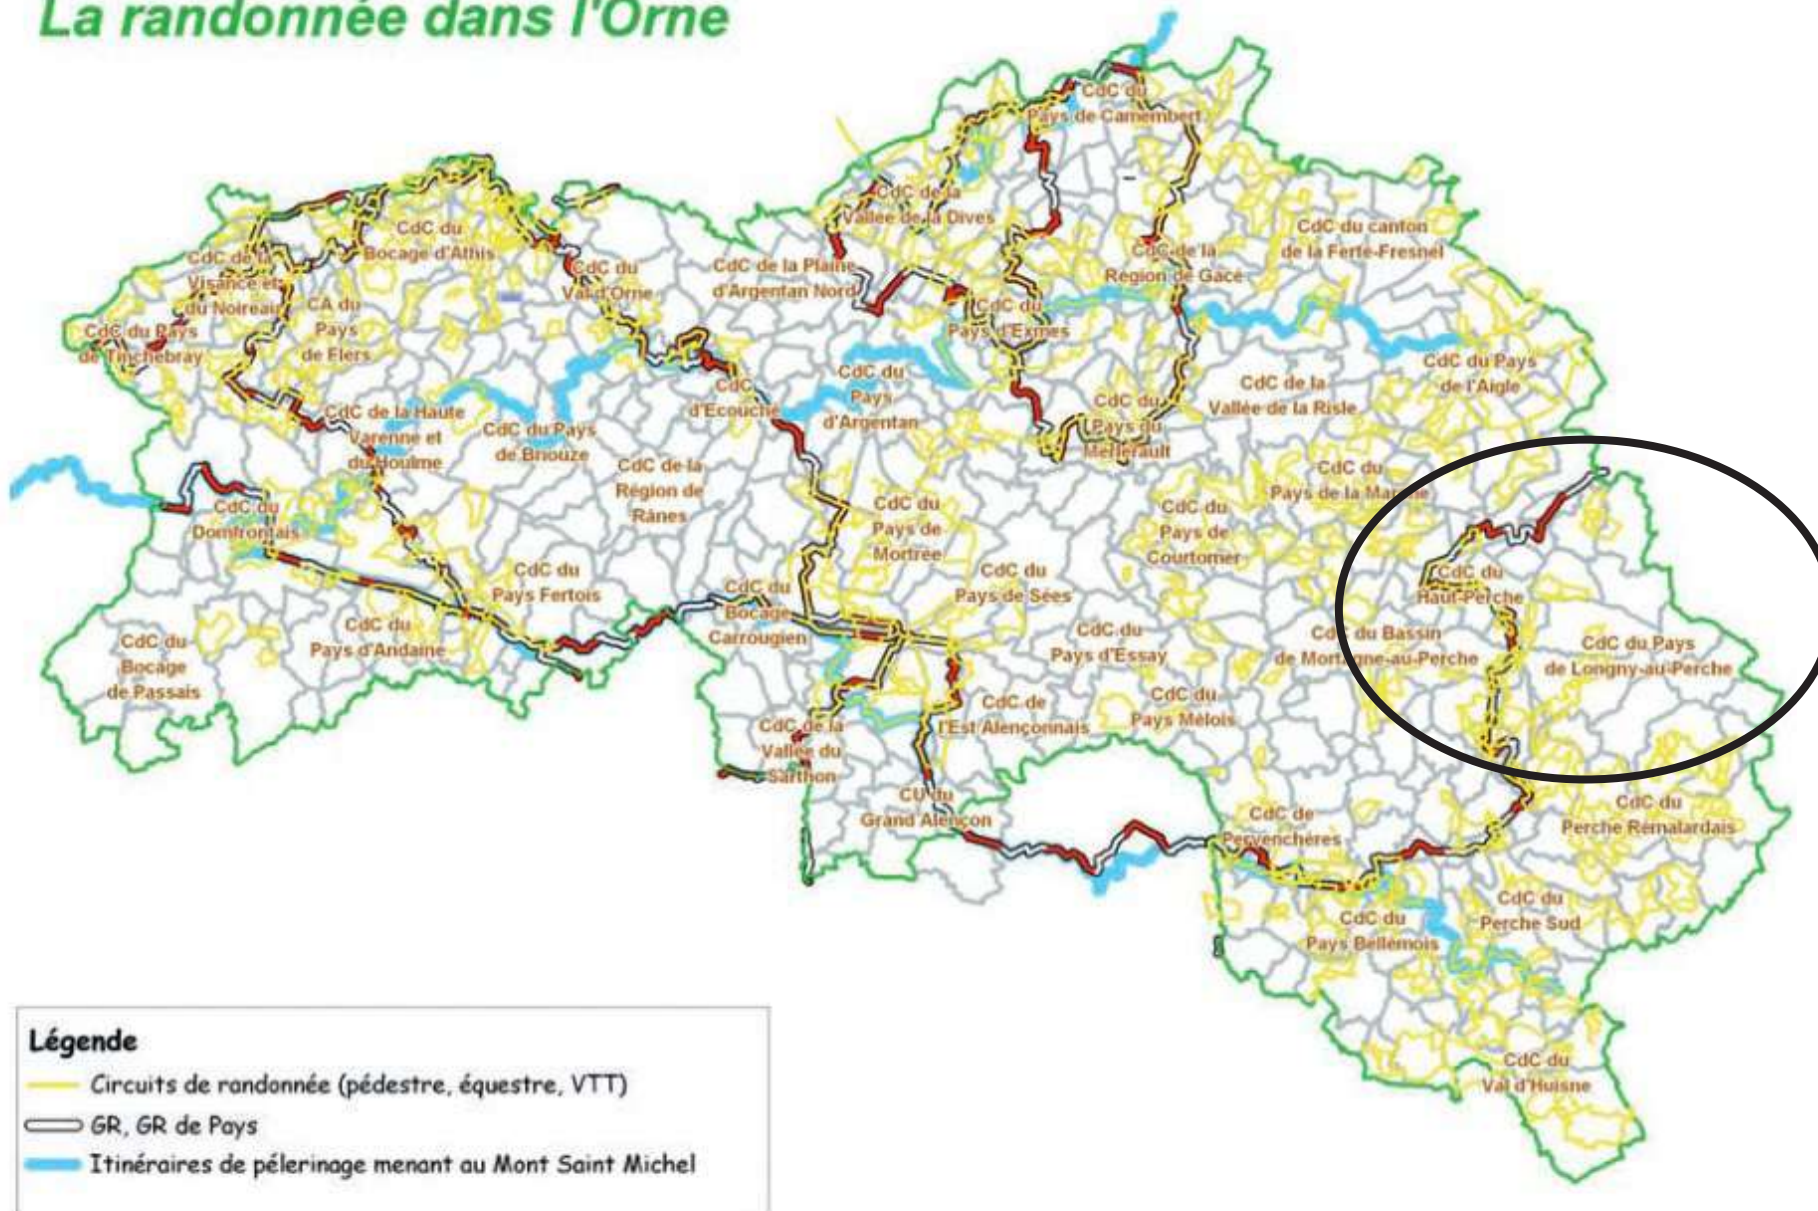 La randonnée dans l'Orne
CdC du
Pays de Camembert
CdC de la
Vallée de la Dives
CdC du canton
de la Ferté-Fresnel
CdC du
Bocage d'Athis
CdC de la
Visance et
du Noireau
CdC du
Val d'Orne
CdC de la Plaine
d'Argentan Nord
CdC de la
Région de Gacé
CA du
Pays
de Flers
CdC du Pays
de Tinchebray
CdC du
Pays d'Exmes
CdC du Pays
de l'Aigle
CdC
d'Ecouché
CdC du
Pays
d'Argentan
CdC de la
Vallée de la Risle
CdC du
Pays du
Merlerault
CdC de la Haute
Varenne et
du Houlme
CdC du Pays
de Briouze
CdC de la
Région de
Rânes
CdC du
Pays de la Marche
CdC du
Domfrontais
CdC du
Pays de
Mortrée
CdC du
Pays de
Courtomer
CdC du
Pays Fertois
CdC du
Bocage
Carrougien
CdC du
Pays de Sées
CdC du
Haut-Perche
CdC du
Bocage
de Passais
CdC du
Pays d'Andaine
CdC du
Pays d'Essay
CdC du Bassin
de Mortagne-au-Perche
CdC du Pays
de Longny-au-Perche
CdC de la
Vallée du
Sarthon
CdC de
l'Est Alençonnais
CdC du
Pays Mêlois
CU du
Grand Alençon
CdC de
Pervenchères
CdC du
Perche Rémalardais
CdC du
Pays Bellêmois
CdC du
Perche Sud
CdC du
Val d'Huisne
Légende
Circuits de randonnée (pédestre, équestre, VTT)
GR, GR de Pays
Itinéraires de pélerinage menant au Mont Saint Michel